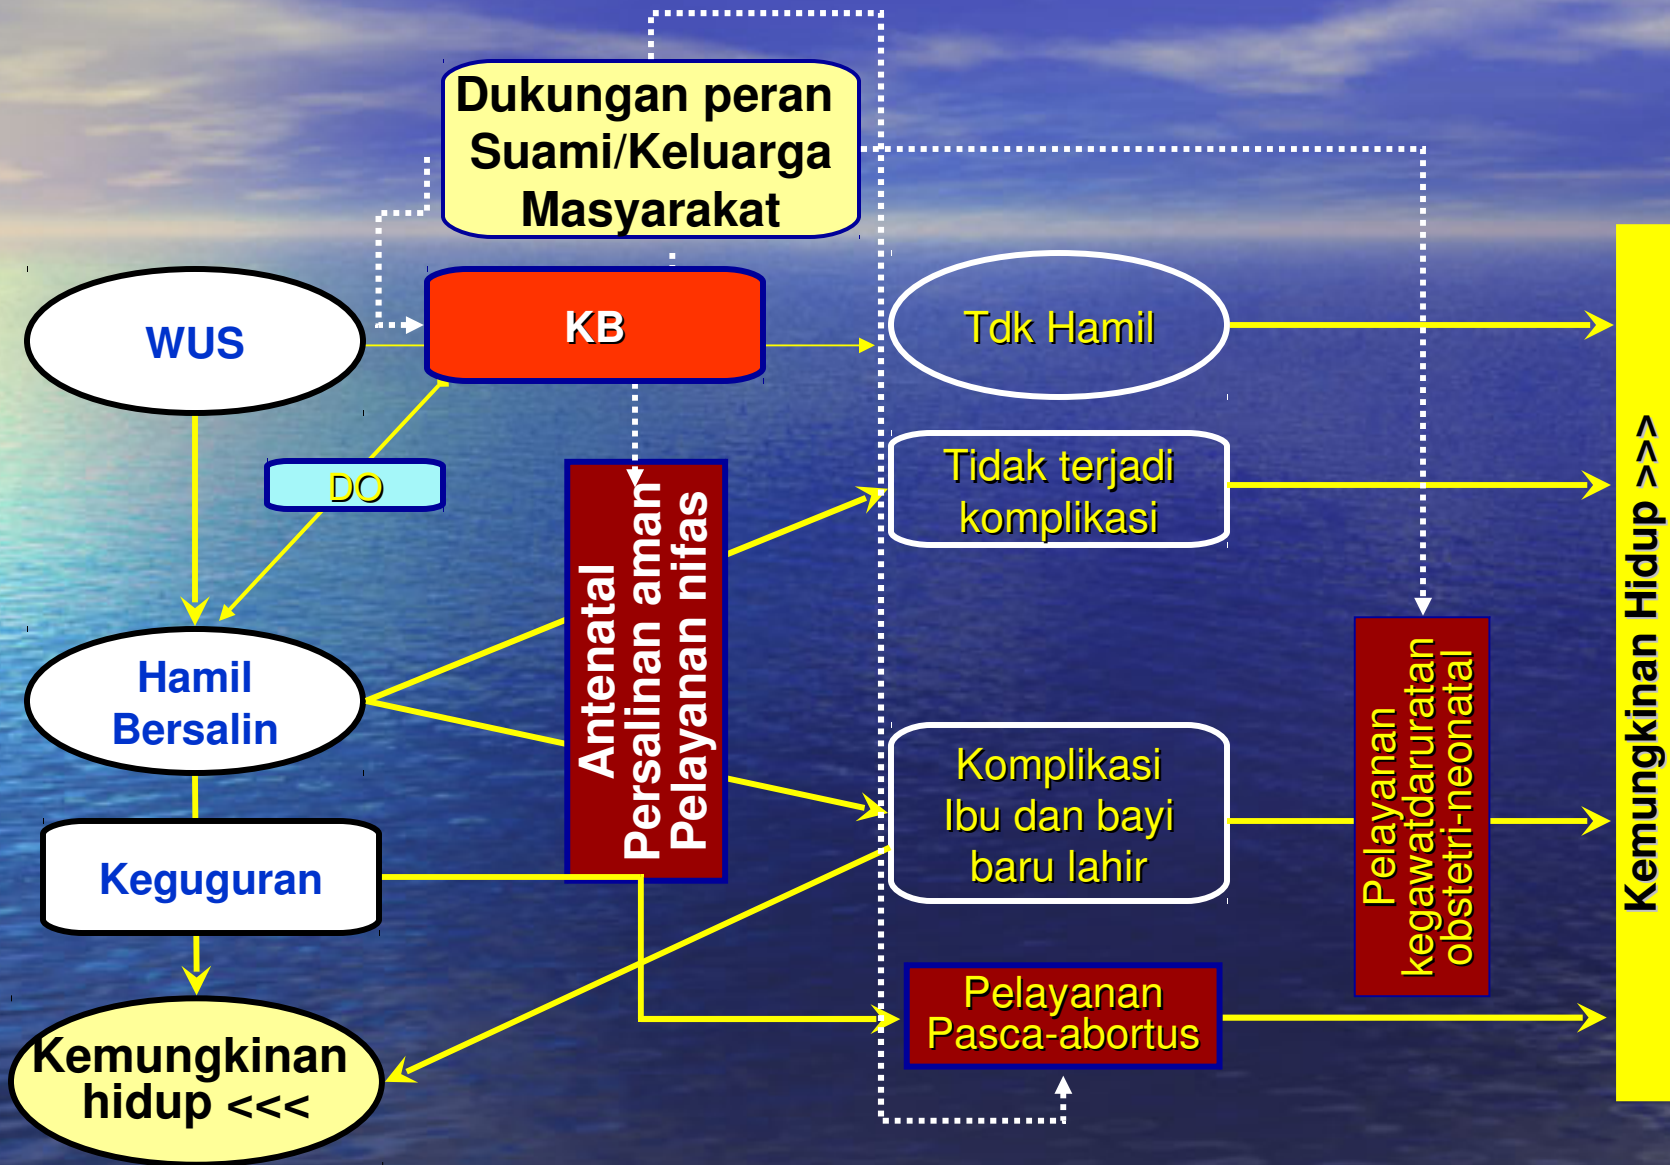 Dukungan peran
Suami/Keluarga
Masyarakat
WUS
KB
Tdk Hamil
DO
Tidak terjadi
komplikasi
Antenatal
Persalinan aman
Pelayanan nifas
Hamil
Bersalin
Komplikasi
Ibu dan bayi
baru lahir
Pelayanan
kegawatdaruratan
obstetri-neonatal
Keguguran
Pelayanan
Pasca-abortus
Kemungkinan
hidup <<<
Kemungkinan Hidup >>>